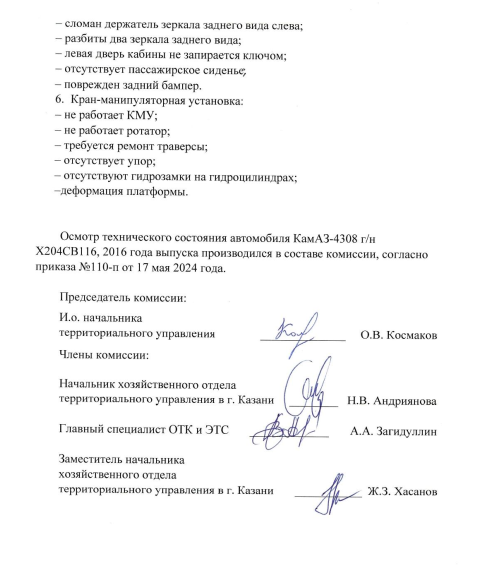 – сломан держатель зеркала заднего вида слева;
– разбиты два зеркала заднего вида;
– левая дверь кабины не запирается ключом;
– отсутствует пассажирское сиденье;
– поврежден задний бампер.
6. Кран-манипуляторная установка:
– не работает КМУ;
– не работает ротатор;
– требуется ремонт траверсы;
– отсутствует упор;
– отсутствуют гидрозамки на гидроцилиндрах;
–деформация платформы.
Осмотр технического состояния автомобиля КамАЗ-4308 г/н
Х204СВ116, 2016 года выпуска производился в составе комиссии, согласно
приказа №110-п от 17 мая 2024 года.
Председатель комиссии:
И.о. начальника
территориального управления О.В. Космаков
Члены комиссии:
Начальник хозяйственного отдела
территориального управления в г. Казани Н.В. Андриянова
Главный специалист ОТК и ЭТС А.А. Загидуллин
Заместитель начальника
хозяйственного отдела
территориального управления в г. Казани Ж.З. Хасанов